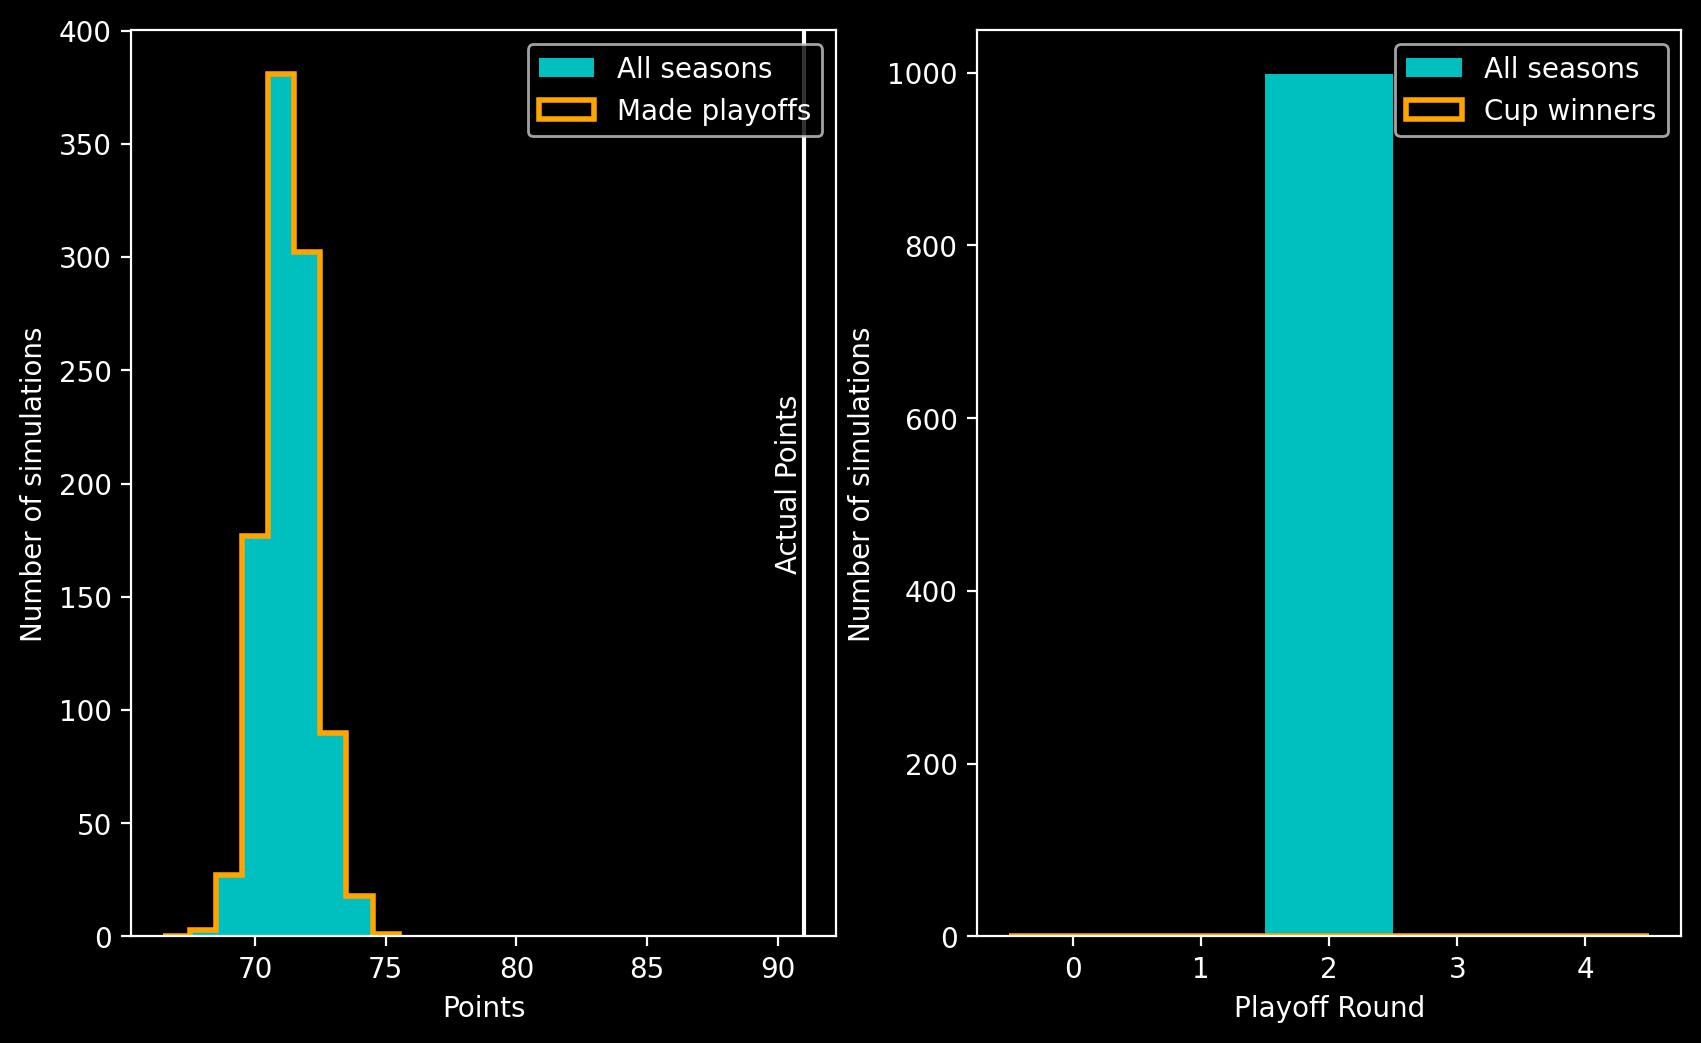 400
350
300
250
200
150
100
50
0
Number of simulations
All seasons
Made playoffs
Actual Points
70 75 80 85 90
Points
1000
800
600
400
200
0
Number of simulations
All seasons
Cup winners
0 1 2 3 4
Playoff Round